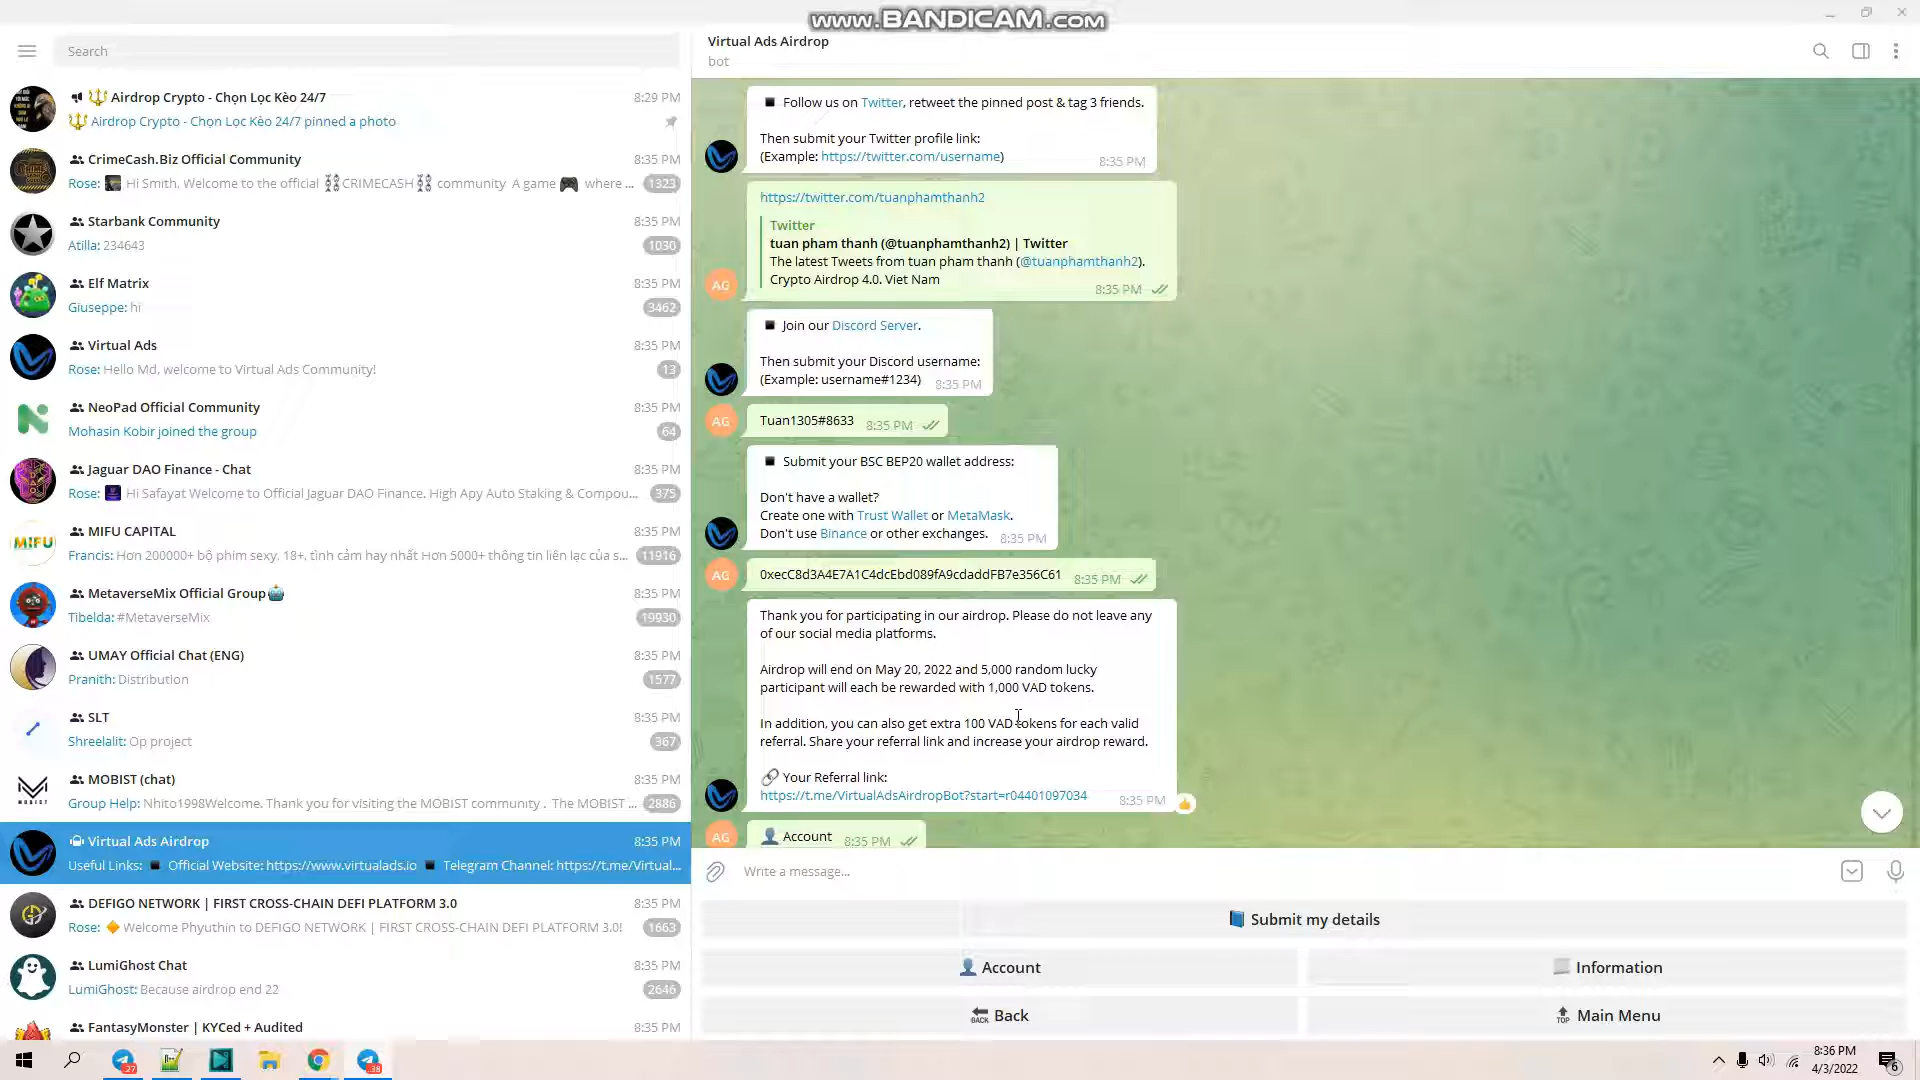 www.BANDICAM.com
Search
Airdrop Crypto - Chọn Lọc Kèo 24/7
8:29 PM
Airdrop Crypto - Chọn Lọc Kèo 24/7 pinned a photo
CrimeCash.Biz Official Community
8:35 PM
Rose: Hi Smith, Welcome to the official CRIMECASH community A game where ...
1323
Starbank Community
8:35 PM
Atilla: 234643
1030
Elf Matrix
8:35 PM
Giuseppe: hi
3462
Virtual Ads
8:35 PM
Rose: Hello Md, welcome to Virtual Ads Community!
13
NeoPad Official Community
8:35 PM
Mohasin Kobir joined the group
64
Jaguar DAO Finance - Chat
8:35 PM
Rose: Hi Safayat Welcome to Official Jaguar DAO Finance. High Apy Auto Staking & Compou...
375
MIFU
MIFU CAPITAL
8:35 PM
Francis: Hơn 200000+ bộ phím sexy. 18+, tình cảm hay nhất Hơn 5000+ thông tin liên lạc của s...
11916
MetaverseMix Official Group
8:35 PM
Tibelda: #MetaverseMix
19930
UMAY Official Chat (ENG)
8:35 PM
Pranith: Distribution
1577
SLT
8:35 PM
Shreelalit: Op project
367
MOBIST
MOBIST (chat)
8:35 PM
Group Help: Nhito1998Welcome. Thank you for visiting the MOBIST community . The MOBIST ...
2886
Virtual Ads Airdrop
8:35 PM
Useful Links: ◾ Official Website: https://www.virtualads.io ◾ Telegram Channel: https://t.me/Virtual...
DEFIGO NETWORK | FIRST CROSS-CHAIN DEFI PLATFORM 3.0
8:35 PM
Rose: Welcome Phyuthin to DEFIGO NETWORK | FIRST CROSS-CHAIN DEFI PLATFORM 3.0!
1663
LumiGhost Chat
8:35 PM
LumiGhost: Because airdrop end 22
2646
FantasyMonster | KYCed + Audited
8:35 PM
Virtual Ads Airdrop
bot
◾ Follow us on Twitter, retweet the pinned post & tag 3 friends.
Then submit your Twitter profile link:
(Example: https://twitter.com/username)
8:35 PM
https://twitter.com/tuanphamthanh2
Twitter
tuan pham thanh (@tuanphamthanh2) | Twitter
The latest Tweets from tuan pham thanh (@tuanphamthanh2).
Crypto Airdrop 4.0. Viet Nam
8:35 PM
AG
◾ Join our Discord Server.
Then submit your Discord username:
(Example: username#1234)
8:35 PM
AG
Tuan1305#8633
8:35 PM
◾ Submit your BSC BEP20 wallet address:
Don't have a wallet?
Create one with Trust Wallet or MetaMask.
Don't use Binance or other exchanges.
8:35 PM
AG
0xecC8d3A4E7A1C4dcEbd089fA9cdaddFB7e356C61
8:35 PM
Thank you for participating in our airdrop. Please do not leave any
of our social media platforms.
Airdrop will end on May 20, 2022 and 5,000 random lucky
participant will each be rewarded with 1,000 VAD tokens.
In addition, you can also get extra 100 VAD tokens for each valid
referral. Share your referral link and increase your airdrop reward.
🔗 Your Referral link:
https://t.me/VirtualAdsAirdropBot?start=r04401097034
8:35 PM
AG
Account
8:35 PM
Write a message...
Submit my details
Account
Information
BACK Back
TOP Main Menu
27
38
8:36 PM
4/3/2022
6